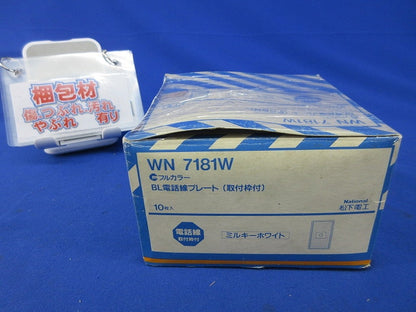 梱包材
傷 つぶれ 汚れ
やぶれ 有り
WN 7181W
WN 7181W
フルカラー
BL電話線プレート（取付枠付）
10枚入
National
松下電工
電話線
取付枠付
ミルキーホワイト